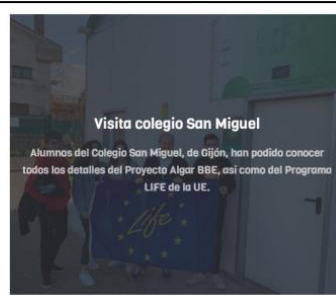 Visita colegio San Miguel
Alumnos del Colegio San Miguel, de Gijón, han podido conocer
todos los detalles del Proyecto Algar BBE, así como del Programa
LIFE de la UE.
Life